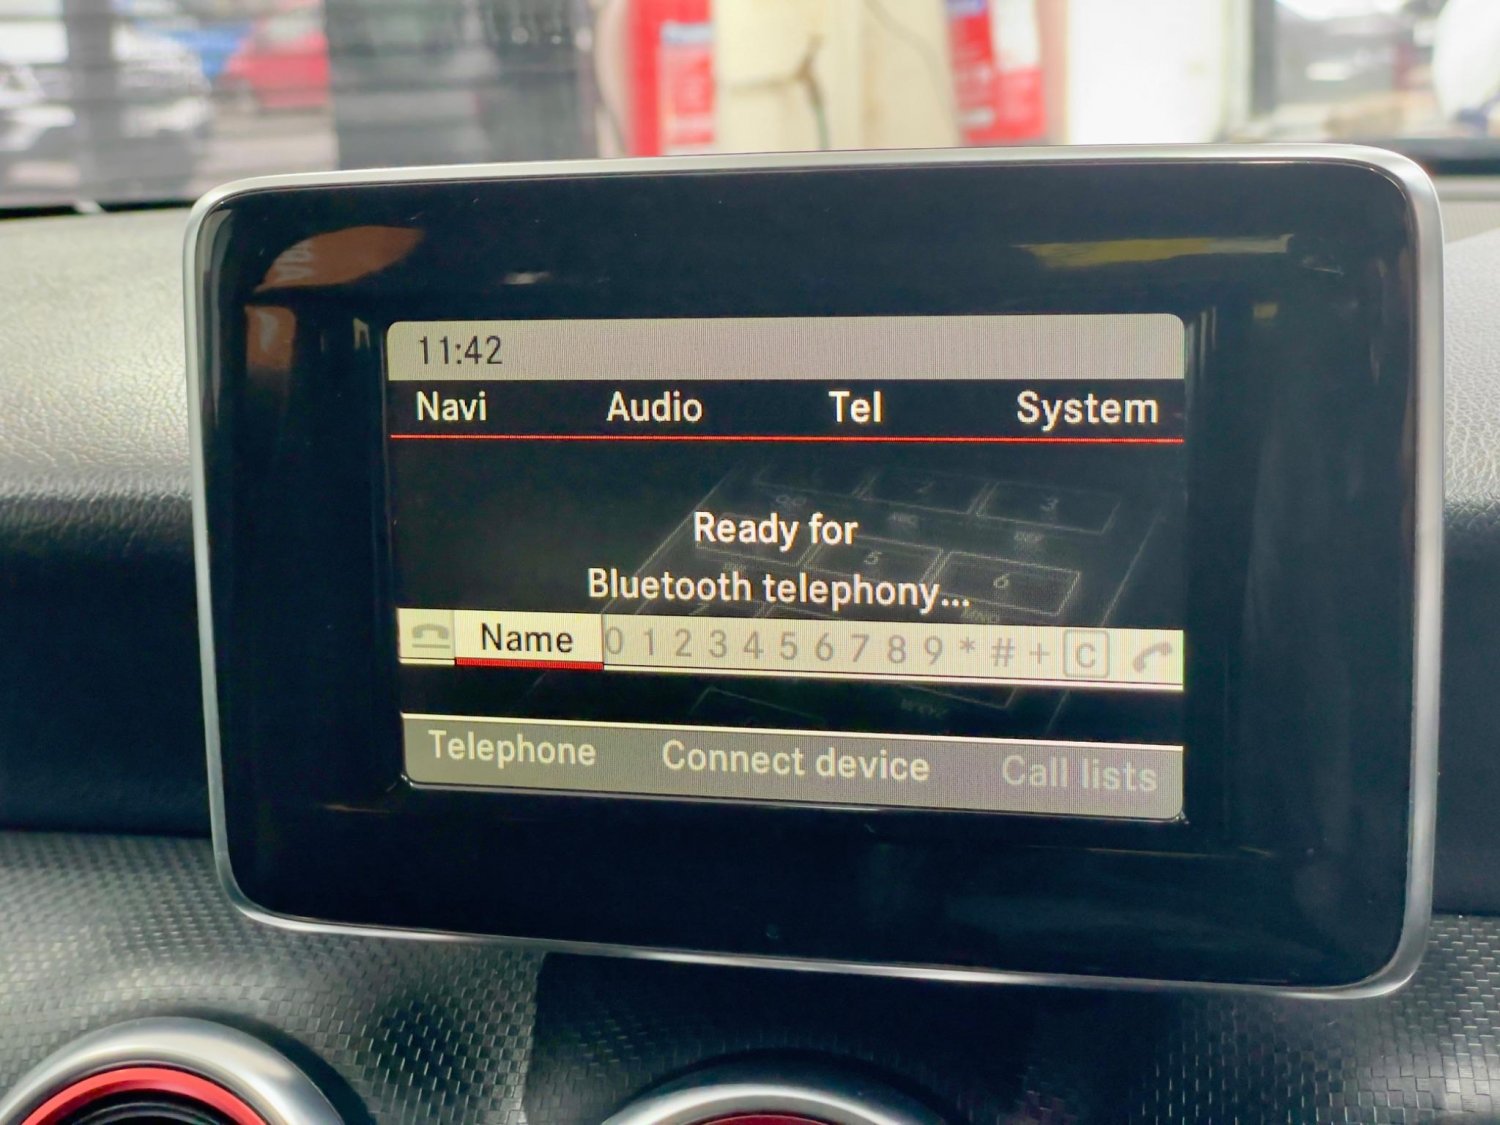 11:42
Navi Audio Tel System
Ready for
Bluetooth telephony...
Name 0 1 2 3 4 5 6 7 8 9 * # + C
Telephone Connect device Call lists